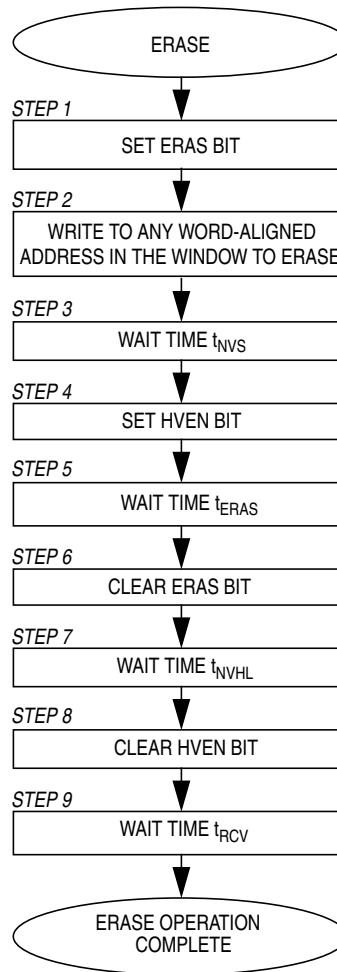 ERASE
STEP 1
SET ERAS BIT
STEP 2
WRITE TO ANY WORD-ALIGNED
ADDRESS IN THE WINDOW TO ERASE
STEP 3
WAIT TIME tNVS
STEP 4
SET HVEN BIT
STEP 5
WAIT TIME tERAS
STEP 6
CLEAR ERAS BIT
STEP 7
WAIT TIME tNVHL
STEP 8
CLEAR HVEN BIT
STEP 9
WAIT TIME tRCV
ERASE OPERATION
COMPLETE